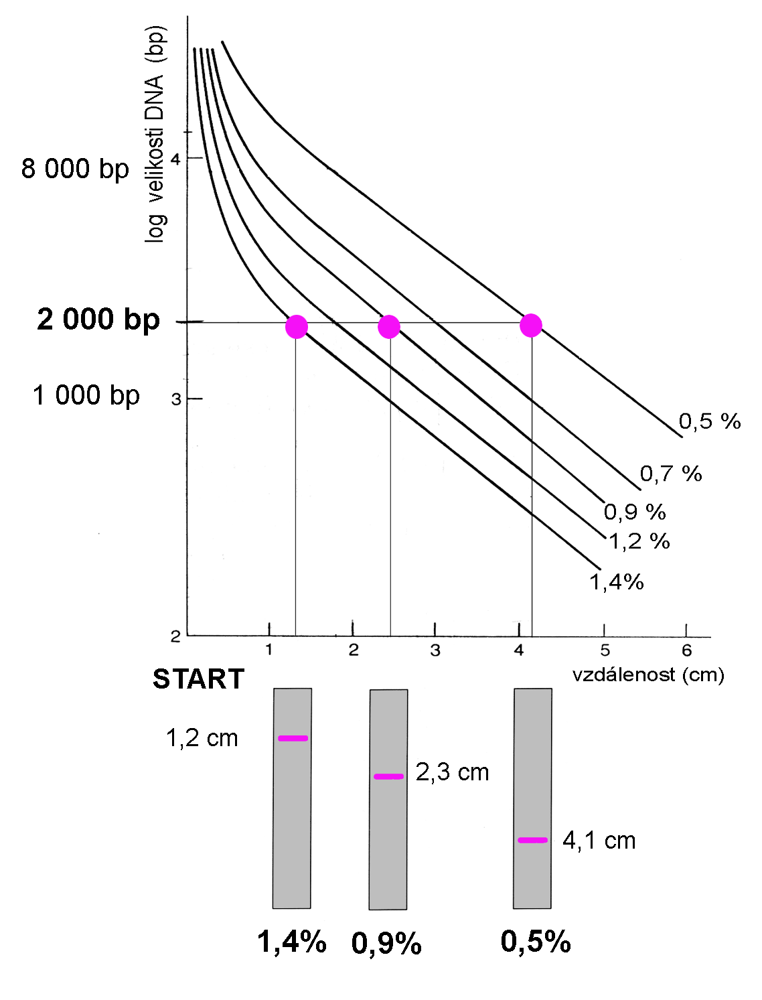 log velikosti DNA (bp)
8 000 bp
4
2 000 bp
1 000 bp
3
0,5 %
0,7 %
0,9 %
1,2 %
1,4%
2
1 2 3 4 5 6
START
vzdálenost (cm)
1,2 cm
2,3 cm
4,1 cm
1,4% 0,9% 0,5%